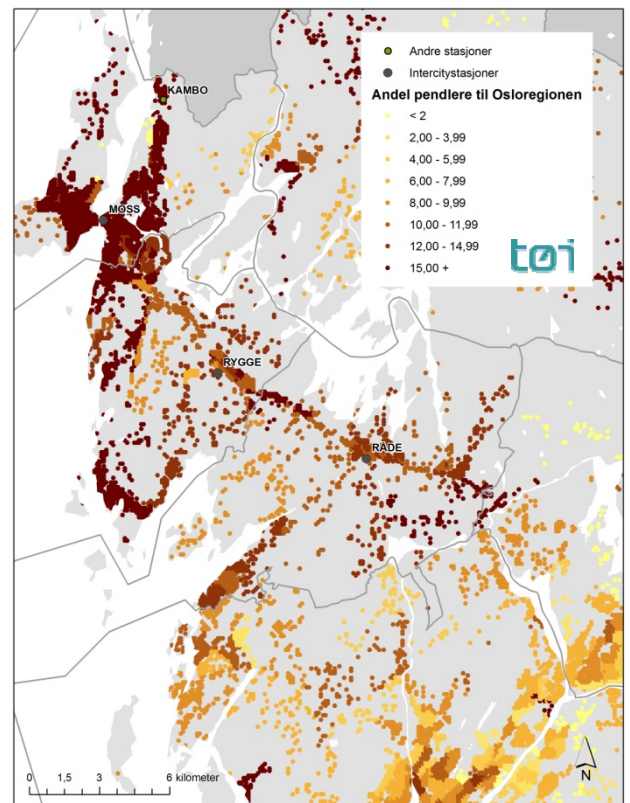 Andre stasjoner
Intercitystasjoner
Andel pendlere til Osloregionen
< 2
2,00 - 3,99
4,00 - 5,99
6,00 - 7,99
8,00 - 9,99
10,00 - 11,99
12,00 - 14,99
15,00 +
tøi
KAMBO
MOSS
RYGGE
RÅDE
0 1,5 3 6 kilometer
N